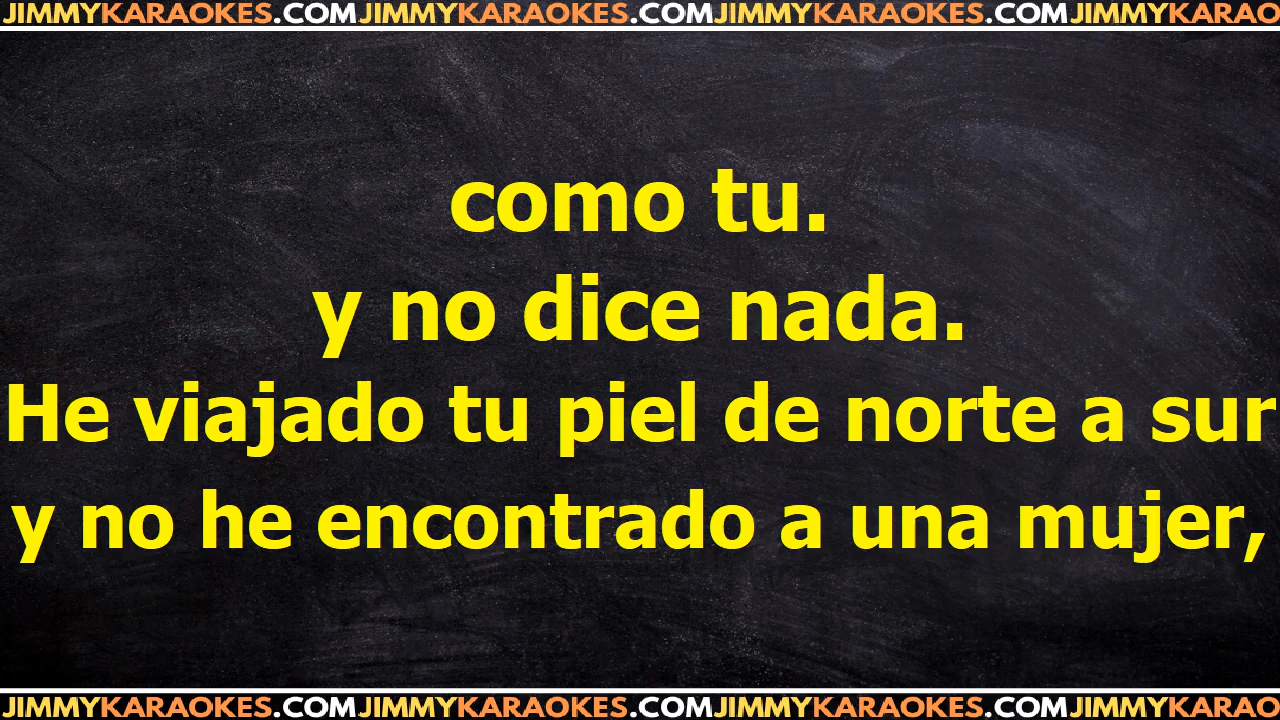 JIMMYKARAOKES.COMJIMMYKARAOKES.COMJIMMYKARAOKES.COMJIMMYKARAO
como tu.
y no dice nada.
He viajado tu piel de norte a sur
y no he encontrado a una mujer,
JIMMYKARAOKES.COMJIMMYKARAOKES.COMJIMMYKARAOKES.COMJIMMYKARAO